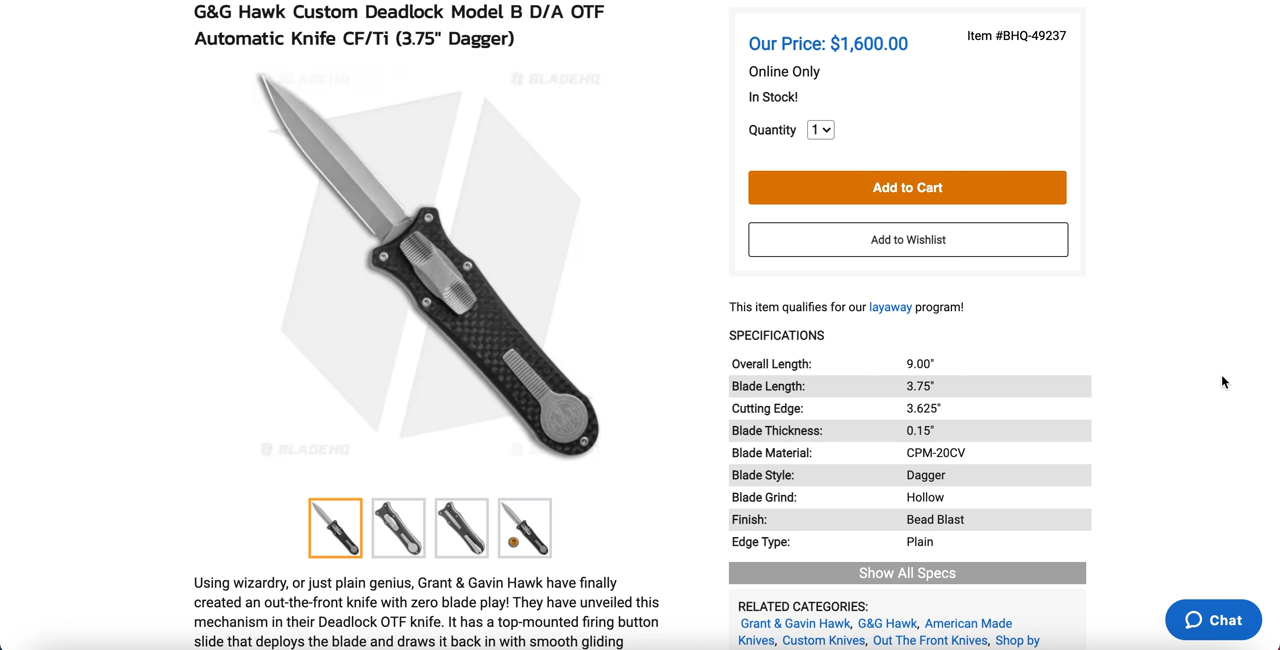 G&G Hawk Custom Deadlock Model B D/A OTF
Automatic Knife CF/Ti (3.75" Dagger)
BLADEHQ
BLADEHQ
Our Price: $1,600.00
Item #BHQ-49237
Online Only
In Stock!
Quantity 1
Add to Cart
Add to Wishlist
This item qualifies for our layaway program!
SPECIFICATIONS
Overall Length: 9.00"
Blade Length: 3.75"
Cutting Edge: 3.625"
Blade Thickness: 0.15"
Blade Material: CPM-20CV
Blade Style: Dagger
Blade Grind: Hollow
Finish: Bead Blast
Edge Type: Plain
Show All Specs
Using wizardry, or just plain genius, Grant & Gavin Hawk have finally
created an out-the-front knife with zero blade play! They have unveiled this
mechanism in their Deadlock OTF knife. It has a top-mounted firing button
slide that deploys the blade and draws it back in with smooth gliding
RELATED CATEGORIES:
Grant & Gavin Hawk, G&G Hawk, American Made
Knives, Custom Knives, Out The Front Knives, Shop by
Chat